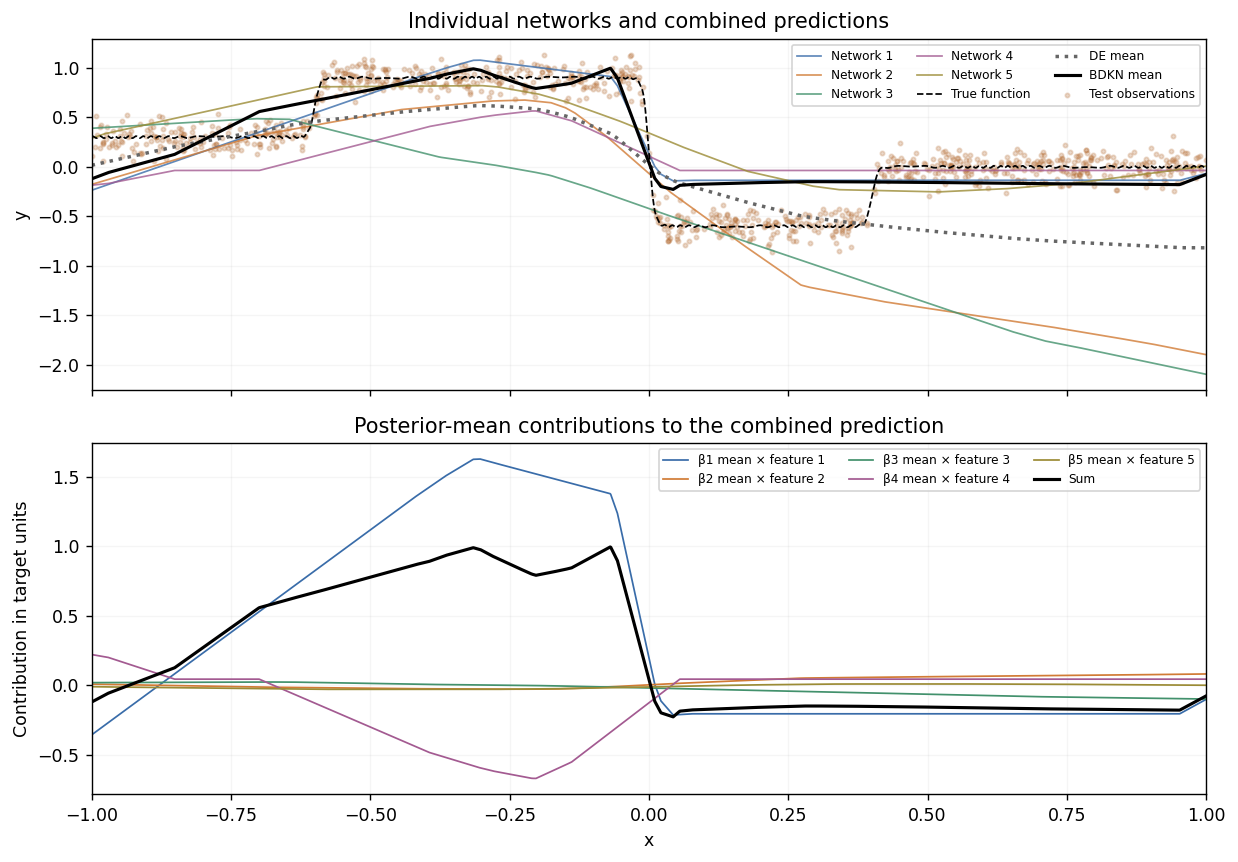 Individual networks and combined predictions
Network 1
Network 2
Network 3
Network 4
Network 5
True function
DE mean
BDKN mean
Test observations
1.0
0.5
0.0
−0.5
−1.0
−1.5
−2.0
y
Posterior-mean contributions to the combined prediction
β1 mean × feature 1
β2 mean × feature 2
β3 mean × feature 3
β4 mean × feature 4
β5 mean × feature 5
Sum
1.5
1.0
0.5
0.0
−0.5
Contribution in target units
−1.00 −0.75 −0.50 −0.25 0.00 0.25 0.50 0.75 1.00
x